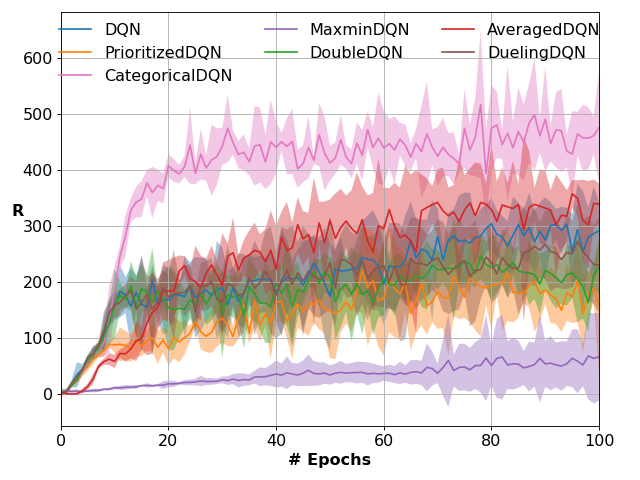 DQN MaxminDQN AveragedDQN
PrioritizedDQN DoubleDQN DuelingDQN
CategoricalDQN
600
500
400
300
200
100
0
R
0 20 40 60 80 100
# Epochs